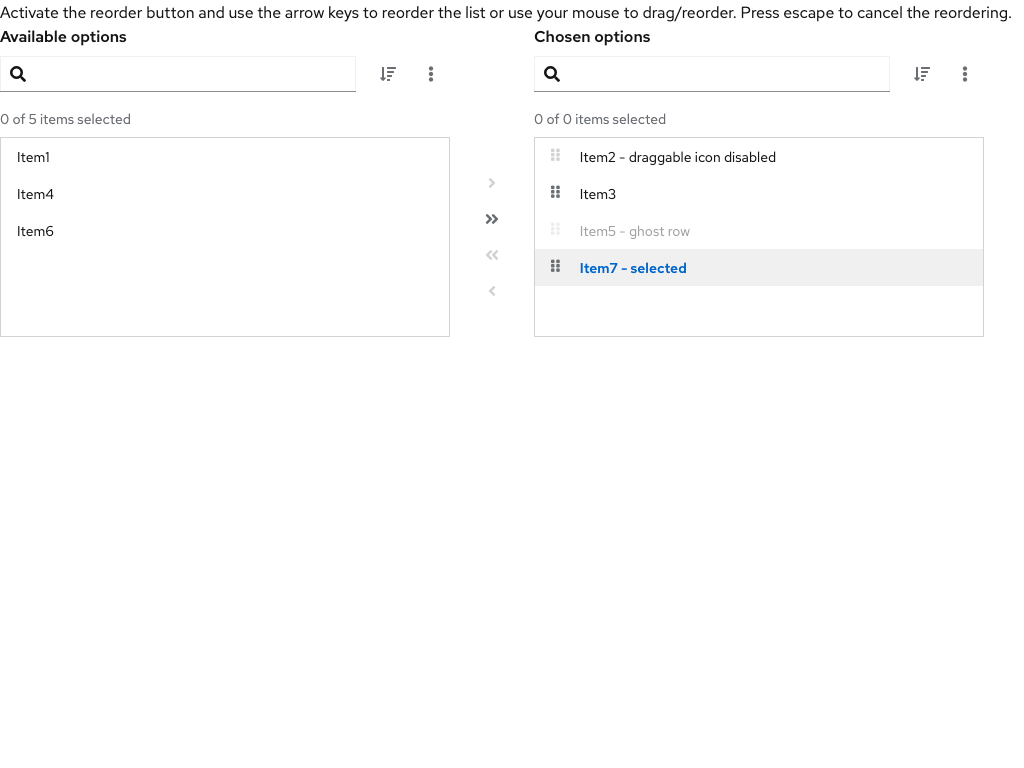 Activate the reorder button and use the arrow keys to reorder the list or use your mouse to drag/reorder. Press escape to cancel the reordering.
Available options
Chosen options
0 of 5 items selected
0 of 0 items selected
Item1
Item4
Item6
Item2 - draggable icon disabled
Item3
Item5 - ghost row
Item7 - selected